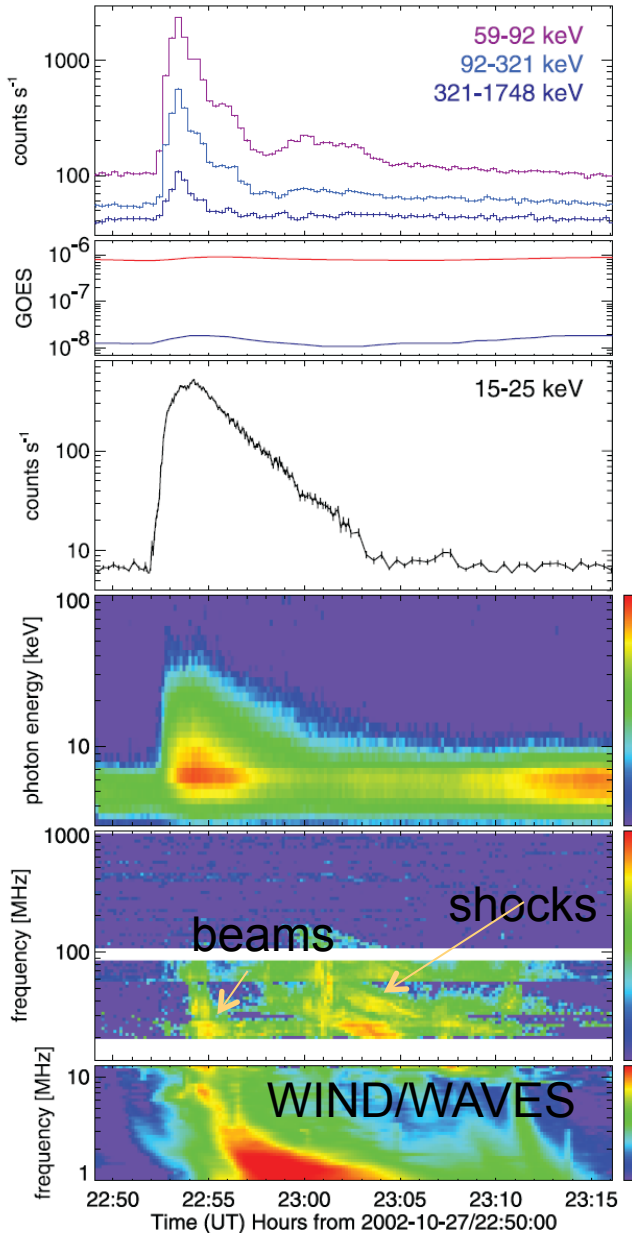 59-92 keV
92-321 keV
321-1748 keV
counts s-1
1000
100
GOES
10-6
10-7
10-8
15-25 keV
counts s-1
100
10
photon energy [keV]
100
10
frequency [MHz]
1000
100
beams
shocks
frequency [MHz]
10
1
WIND/WAVES
22:50 22:55 23:00 23:05 23:10 23:15
Time (UT) Hours from 2002-10-27/22:50:00